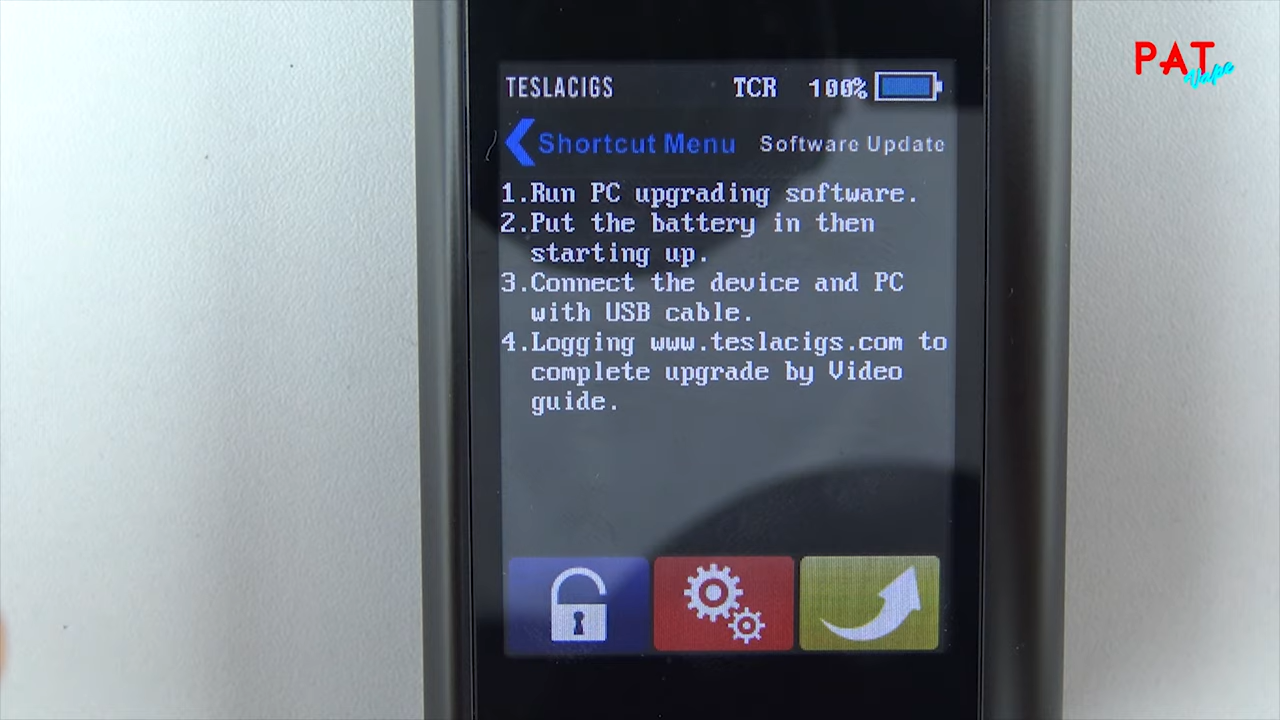 PAT
Vape
TESLACIGS TCR 100%
Shortcut Menu Software Update
1.Run PC upgrading software.
2.Put the battery in then
starting up.
3.Connect the device and PC
with USB cable.
4.Logging www.teslacigs.com to
complete upgrade by Video
guide.